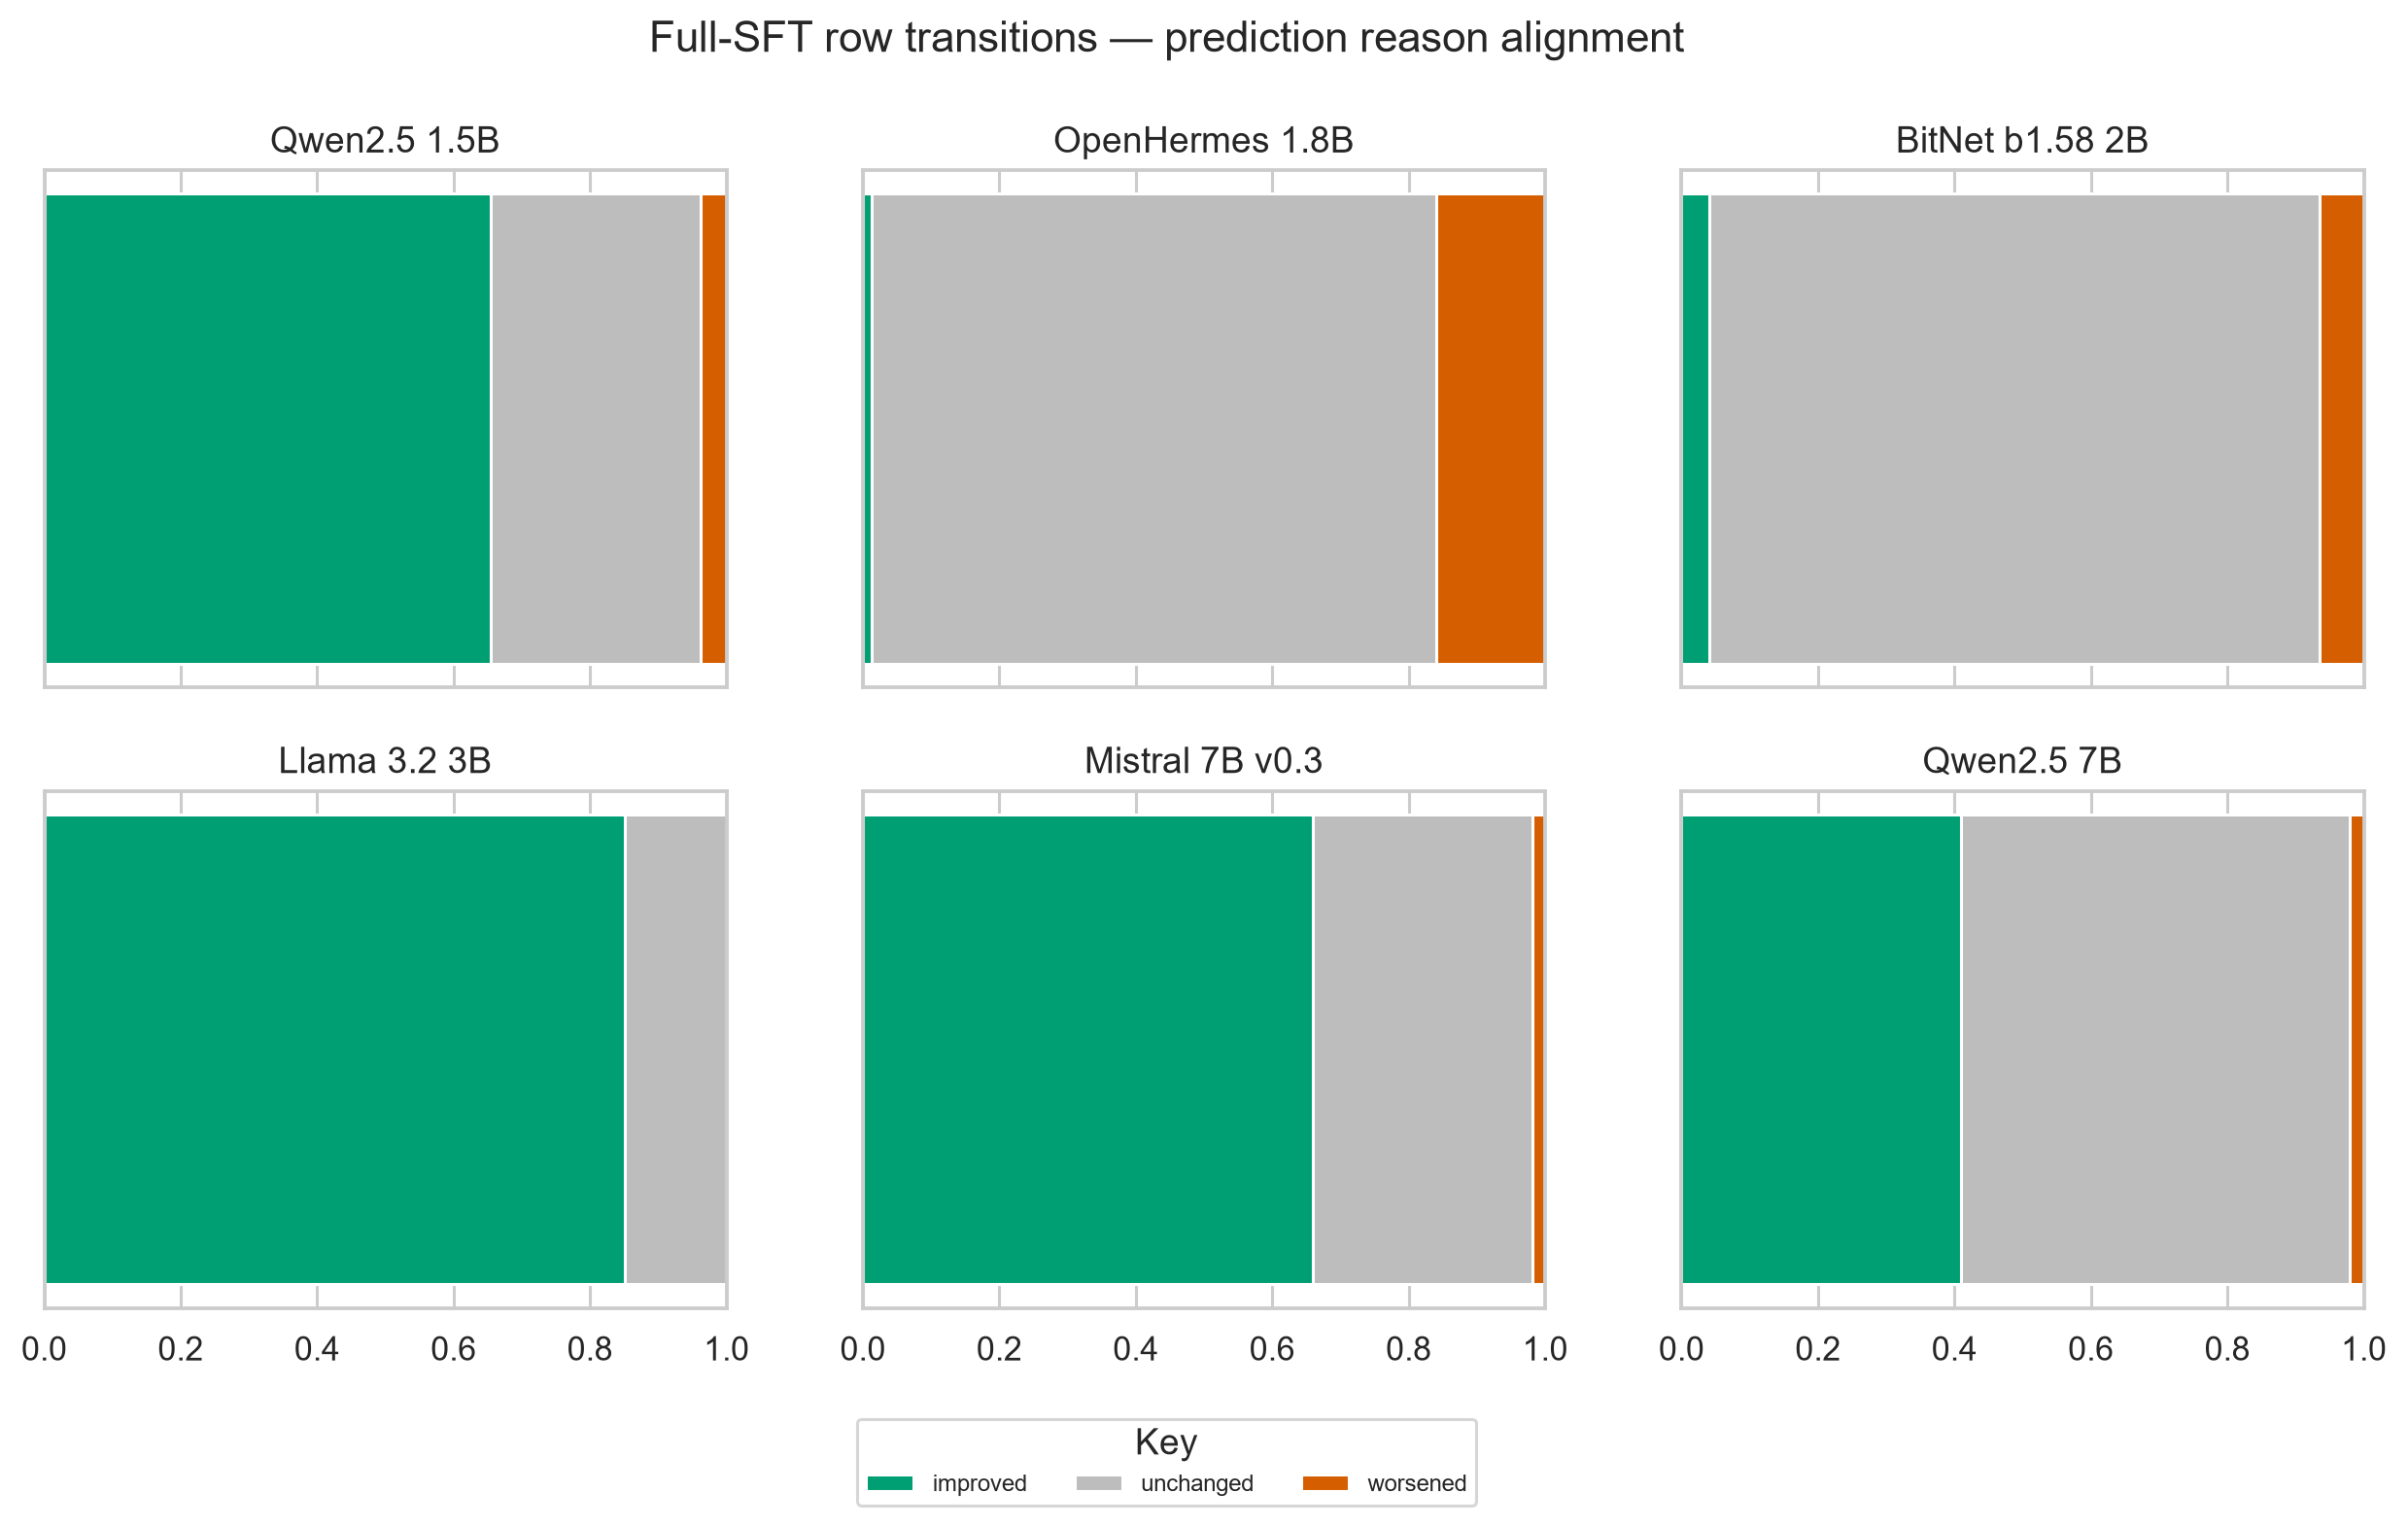 Full-SFT row transitions — prediction reason alignment
Qwen2.5 1.5B
OpenHermes 1.8B
BitNet b1.58 2B
Llama 3.2 3B
Mistral 7B v0.3
Qwen2.5 7B
0.0 0.2 0.4 0.6 0.8 1.0
0.0 0.2 0.4 0.6 0.8 1.0
0.0 0.2 0.4 0.6 0.8 1.0
Key
improved unchanged worsened